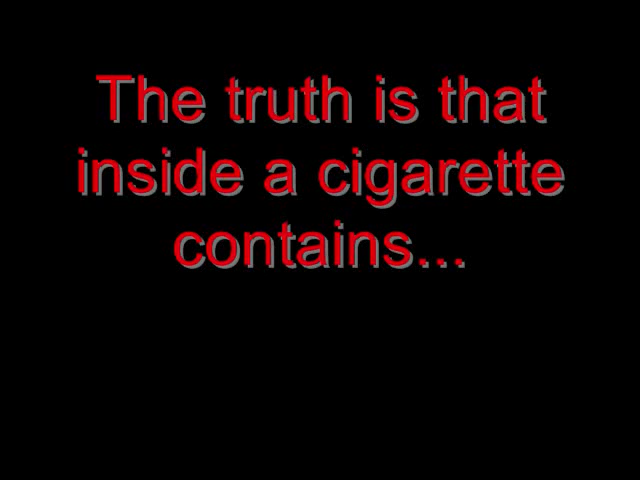 The truth is that
inside a cigarette
contains...